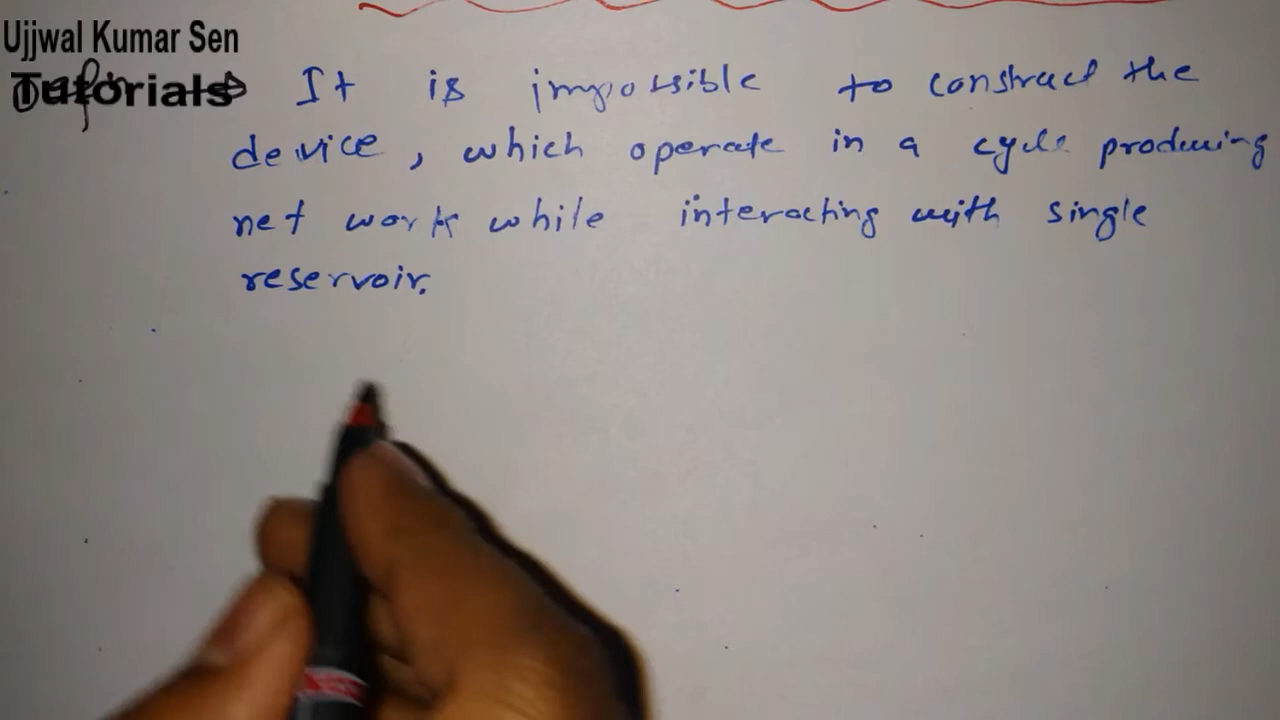 Ujjwal Kumar Sen
Tutorials
Defn → It is impossible to construct the
device, which operate in a cycle producing
net work while interacting with single
reservoir.